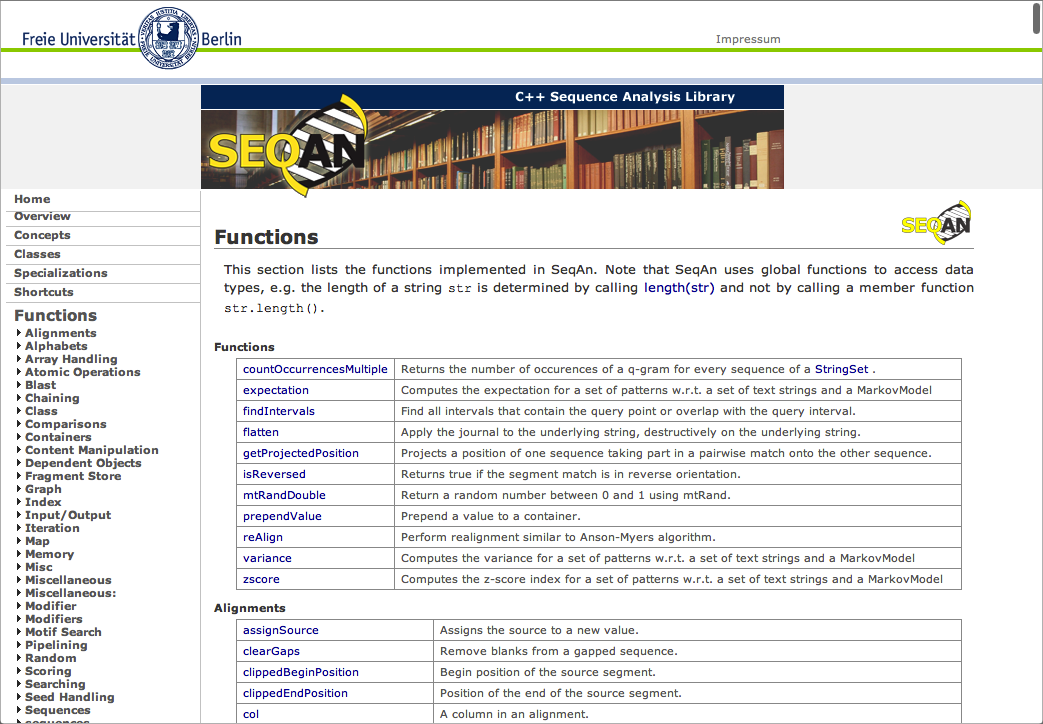 Freie Universität Berlin
Impressum
C++ Sequence Analysis Library
SEQAN
Home
Overview
Concepts
Classes
Specializations
Shortcuts
Functions
Alignments
Alphabets
Array Handling
Atomic Operations
Blast
Chaining
Class
Comparisons
Containers
Content Manipulation
Dependent Objects
Fragment Store
Graph
Index
Input/Output
Iteration
Map
Memory
Misc
Miscellaneous
Miscellaneous:
Modifier
Modifiers
Motif Search
Pipelining
Random
Scoring
Searching
Seed Handling
Sequences
SEQAN
Functions
This section lists the functions implemented in SeqAn. Note that SeqAn uses global functions to access data
types, e.g. the length of a string str is determined by calling length(str) and not by calling a member function
str.length().
Functions
countOccurrencesMultiple Returns the number of occurences of a q-gram for every sequence of a StringSet .
expectation Computes the expectation for a set of patterns w.r.t. a set of text strings and a MarkovModel
findIntervals Find all intervals that contain the query point or overlap with the query interval.
flatten Apply the journal to the underlying string, destructively on the underlying string.
getProjectedPosition Projects a position of one sequence taking part in a pairwise match onto the other sequence.
isReversed Returns true if the segment match is in reverse orientation.
mtRandDouble Return a random number between 0 and 1 using mtRand.
prependValue Prepend a value to a container.
reAlign Perform realignment similar to Anson-Myers algorithm.
variance Computes the variance for a set of patterns w.r.t. a set of text strings and a MarkovModel
zscore Computes the z-score index for a set of patterns w.r.t. a set of text strings and a MarkovModel
Alignments
assignSource Assigns the source to a new value.
clearGaps Remove blanks from a gapped sequence.
clippedBeginPosition Begin position of the source segment.
clippedEndPosition Position of the end of the source segment.
col A column in an alignment.